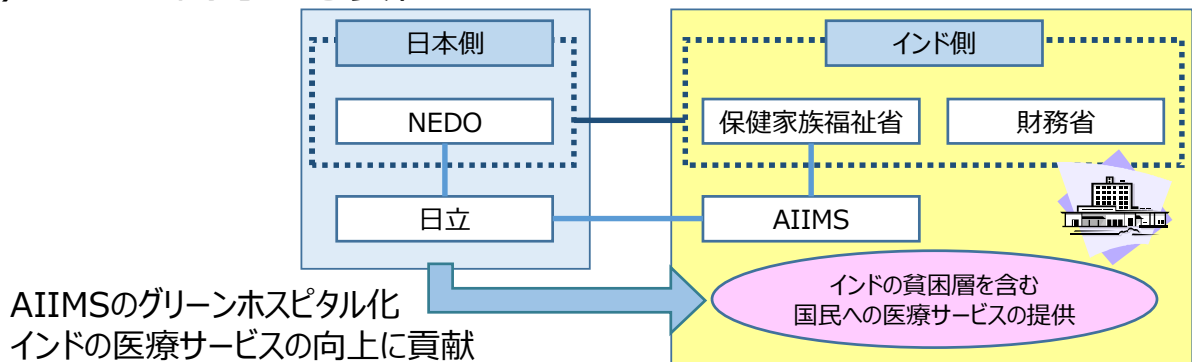 日本側
インド側
NEDO
保健家族福祉省
財務省
日立
AIIMS
インドの貧困層を含む
国民への医療サービスの提供
AIIMSのグリーンホスピタル化
インドの医療サービスの向上に貢献